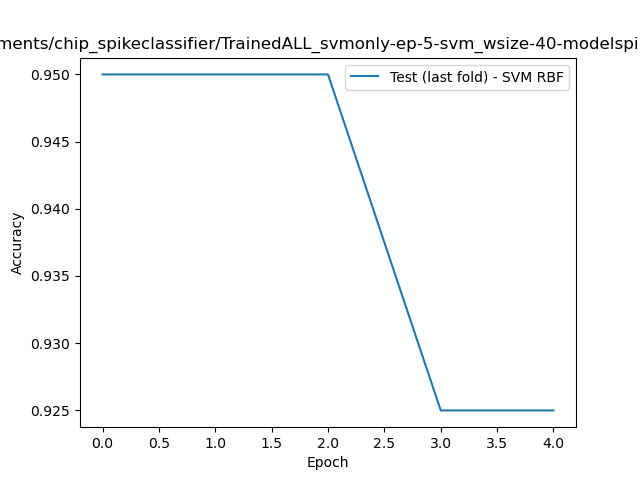 ments/chip_spikeclassifier/TrainedALL_svmonly-ep-5-svm_wsize-40-modelspi
Test (last fold) - SVM RBF
0.950
0.945
0.940
0.935
0.930
0.925
Accuracy
0.0 0.5 1.0 1.5 2.0 2.5 3.0 3.5 4.0
Epoch